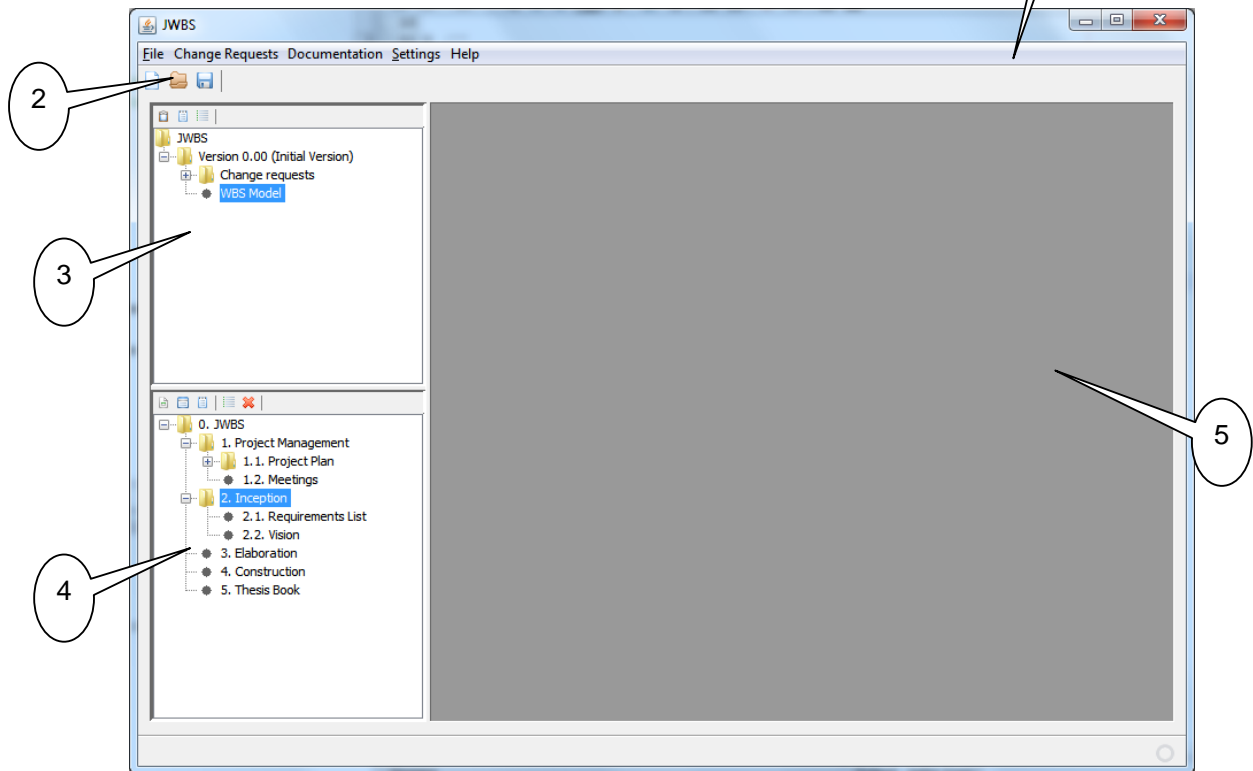 JWBS
File Change Requests Documentation Settings Help
2
JWBS
Version 0.00 (Initial Version)
Change requests
WBS Model
3
0. JWBS
1. Project Management
1.1. Project Plan
1.2. Meetings
2. Inception
2.1. Requirements List
2.2. Vision
3. Elaboration
4. Construction
5. Thesis Book
4
5